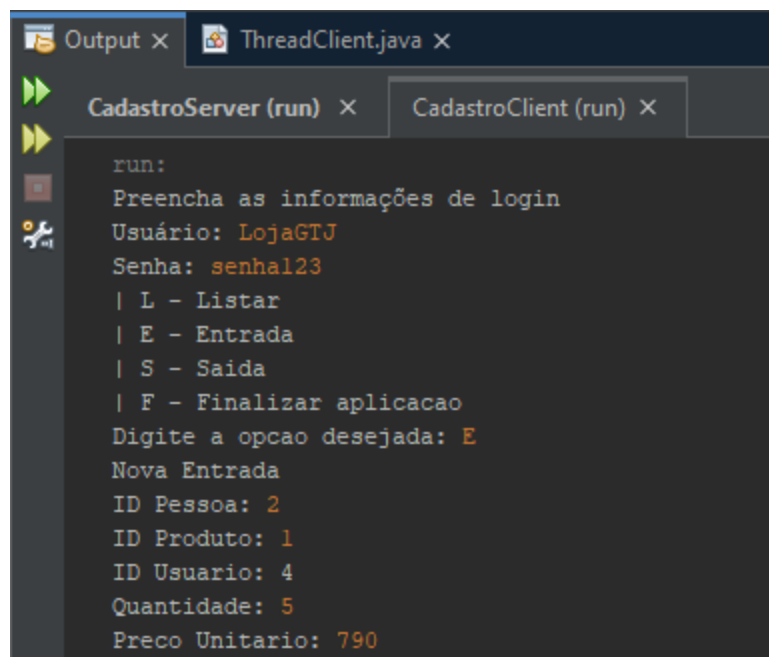 Output × ThreadClient.java ×
CadastroServer (run) × CadastroClient (run) ×
run:
Preencha as informações de login
Usuário: LojaGTJ
Senha: senha123
| L - Listar
| E - Entrada
| S - Saida
| F - Finalizar aplicacao
Digite a opcao desejada: E
Nova Entrada
ID Pessoa: 2
ID Produto: 1
ID Usuario: 4
Quantidade: 5
Preco Unitario: 790